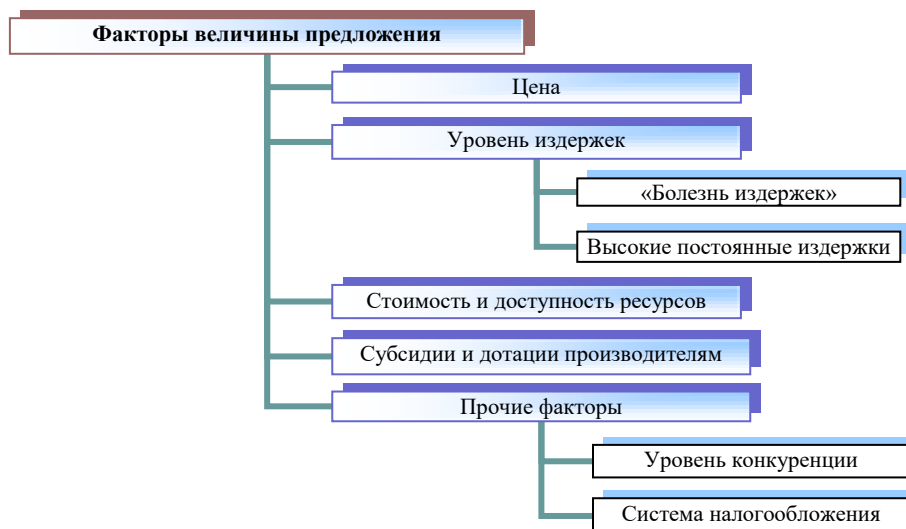 Факторы величины предложения
Цена
Уровень издержек
«Болезнь издержек»
Высокие постоянные издержки
Стоимость и доступность ресурсов
Субсидии и дотации производителям
Прочие факторы
Уровень конкуренции
Система налогообложения